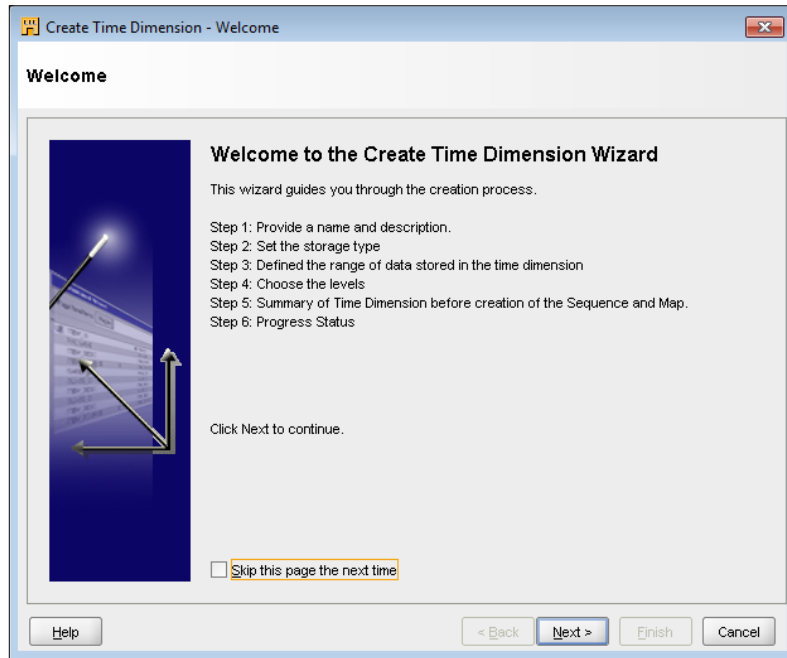 Create Time Dimension - Welcome
Welcome
Welcome to the Create Time Dimension Wizard
This wizard guides you through the creation process.
Step 1: Provide a name and description.
Step 2: Set the storage type
Step 3: Defined the range of data stored in the time dimension
Step 4: Choose the levels
Step 5: Summary of Time Dimension before creation of the Sequence and Map.
Step 6: Progress Status
Click Next to continue.
Skip this page the next time
Help
< Back
Next >
Finish
Cancel